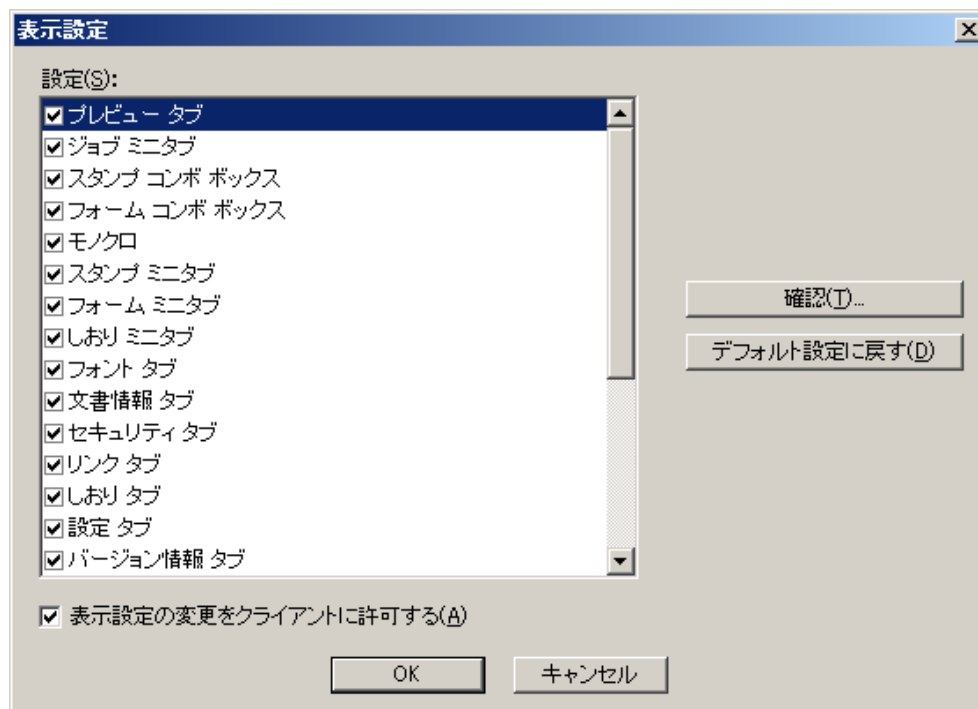 表示設定
設定(S):
プレビュー タブ
ジョブ ミニタブ
スタンプ コンボ ボックス
フォーム コンボ ボックス
モノクロ
スタンプ ミニタブ
フォーム ミニタブ
しおり ミニタブ
フォント タブ
文書情報 タブ
セキュリティ タブ
リンク タブ
しおり タブ
設定 タブ
バージョン情報 タブ
確認(T)...
デフォルト設定に戻す(D)
表示設定の変更をクライアントに許可する(A)
OK
キャンセル